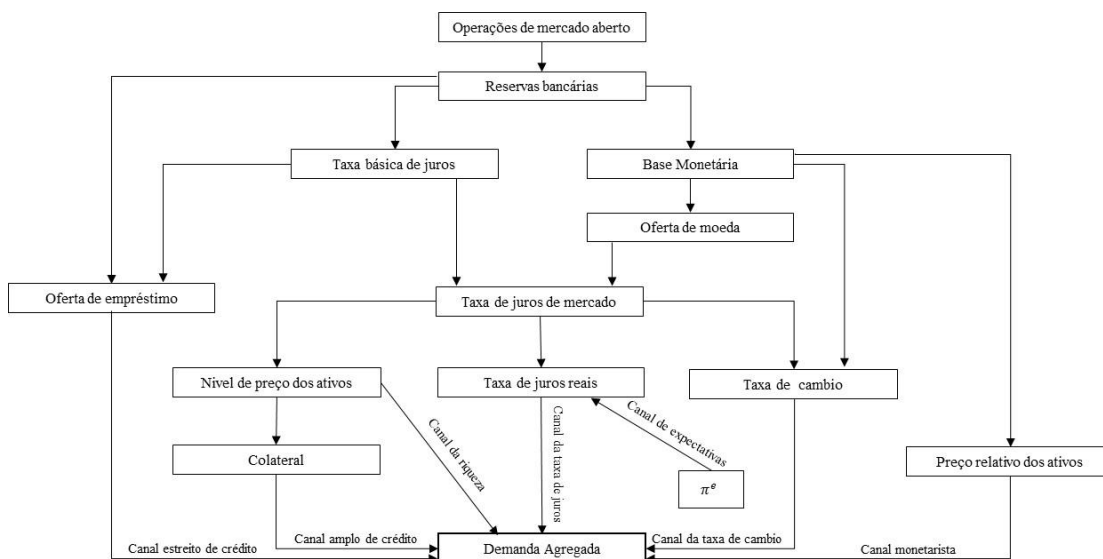 Operações de mercado aberto
Reservas bancárias
Taxa básica de juros
Base Monetária
Oferta de moeda
Oferta de empréstimo
Taxa de juros de mercado
Nivel de preço dos ativos
Taxa de juros reais
Taxa de cambio
Canal de expectativas
Canal da riqueza
Canal da taxa de juros
Colateral
Preço relativo dos ativos
πᵉ
Canal estreito de crédito
Canal amplo de crédito
Demanda Agregada
Canal da taxa de cambio
Canal monetarista